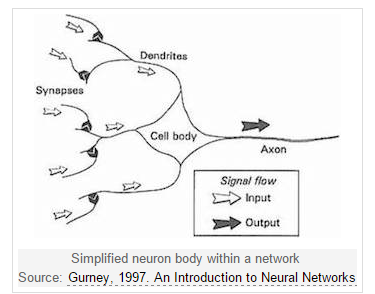 Dendrites
Synapses
Cell body
Axon
Signal flow
Input
Output
Simplified neuron body within a network
Source: Gurney, 1997. An Introduction to Neural Networks